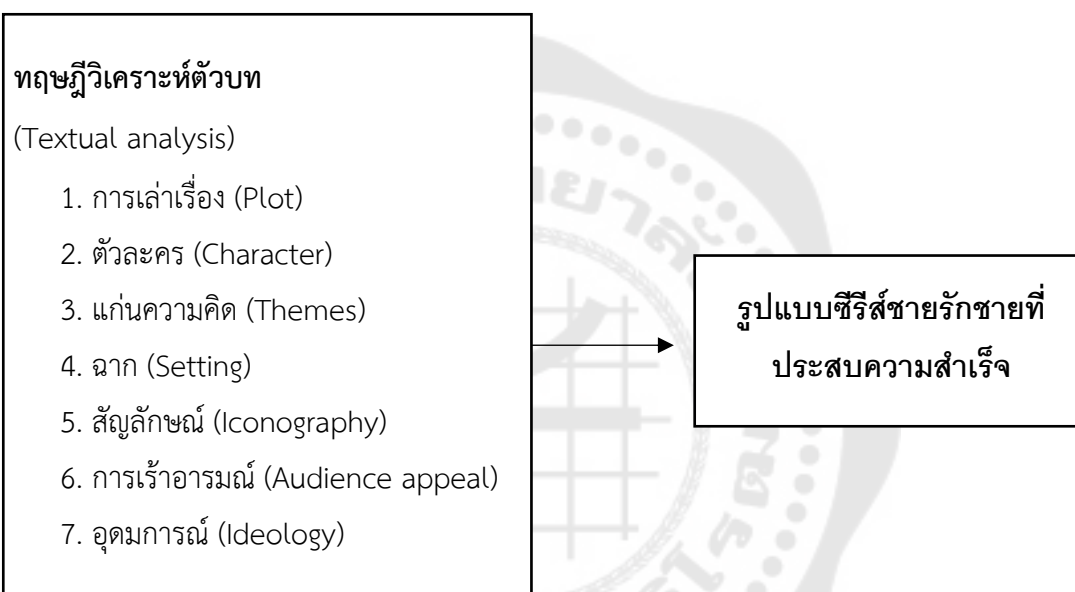 ทฤษฎีวิเคราะห์ตัวบท
(Textual analysis)
1. การเล่าเรื่อง (Plot)
2. ตัวละคร (Character)
3. แก่นความคิด (Themes)
4. ฉาก (Setting)
5. สัญลักษณ์ (Iconography)
6. การเร้าอารมณ์ (Audience appeal)
7. อุดมการณ์ (Ideology)
รูปแบบซีรีส์ชายรักชายที่
ประสบความสำเร็จ